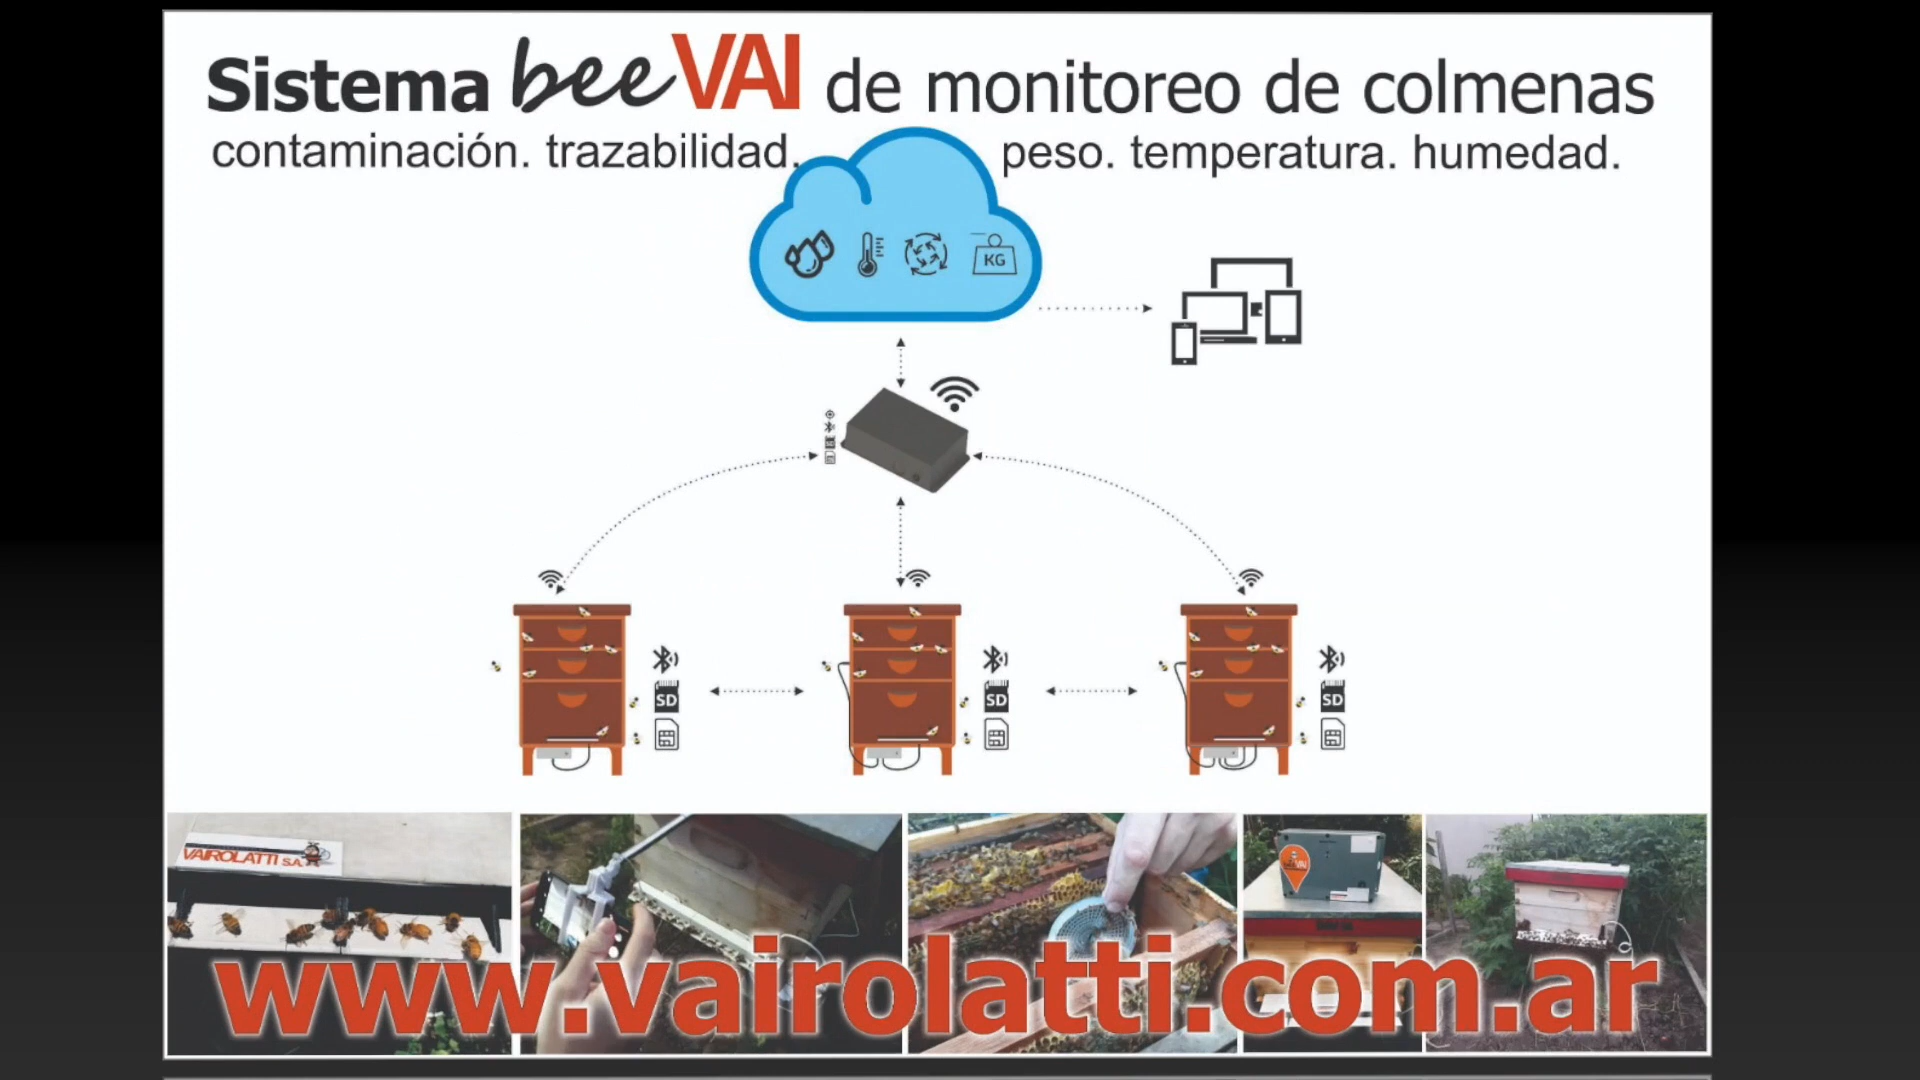 Sistema beeVAI de monitoreo de colmenas
contaminación. trazabilidad. peso. temperatura. humedad.
KG
SD
SD
SD
VAIROLATTI S.A.
VAI
www.vairolatti.com.ar